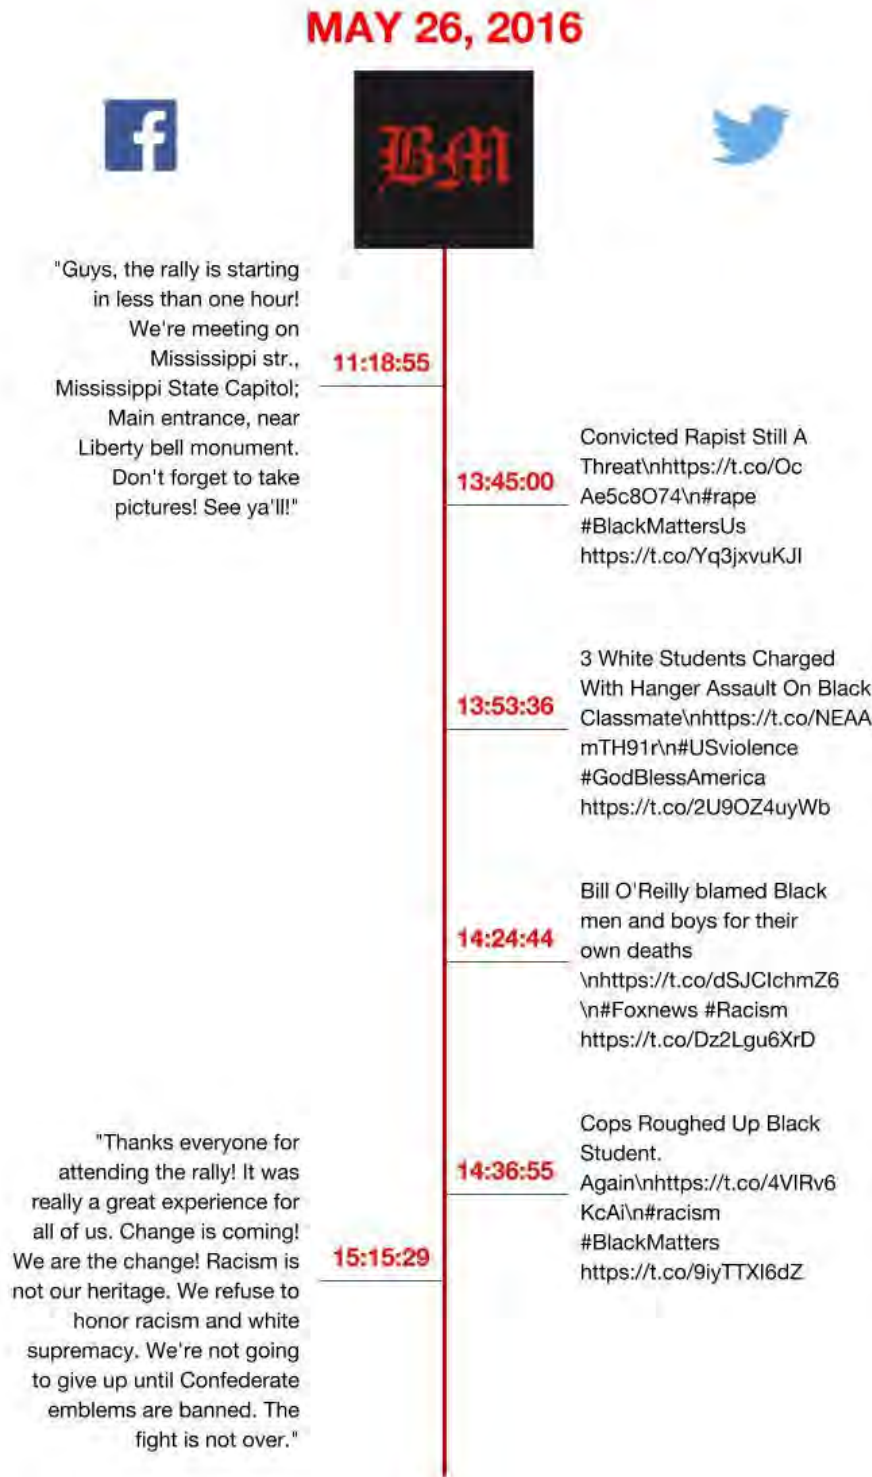 MAY 26, 2016
f
BM
"Guys, the rally is starting
in less than one hour!
We're meeting on
Mississippi str.,
Mississippi State Capitol;
Main entrance, near
Liberty bell monument.
Don't forget to take
pictures! See ya'll!"
11:18:55
13:45:00
Convicted Rapist Still A
Threat\nhttps://t.co/Oc
Ae5c8O74\n#rape
#BlackMattersUs
https://t.co/Yq3jxvuKJI
13:53:36
3 White Students Charged
With Hanger Assault On Black
Classmate\nhttps://t.co/NEAA
mTH91r\n#USviolence
#GodBlessAmerica
https://t.co/2U9OZ4uyWb
14:24:44
Bill O'Reilly blamed Black
men and boys for their
own deaths
\nhttps://t.co/dSJCIchmZ6
\n#Foxnews #Racism
https://t.co/Dz2Lgu6XrD
14:36:55
Cops Roughed Up Black
Student.
Again\nhttps://t.co/4VIRv6
KcAi\n#racism
#BlackMatters
https://t.co/9iyTTXI6dZ
"Thanks everyone for
attending the rally! It was
really a great experience for
all of us. Change is coming!
We are the change! Racism is
not our heritage. We refuse to
honor racism and white
supremacy. We're not going
to give up until Confederate
emblems are banned. The
fight is not over."
15:15:29